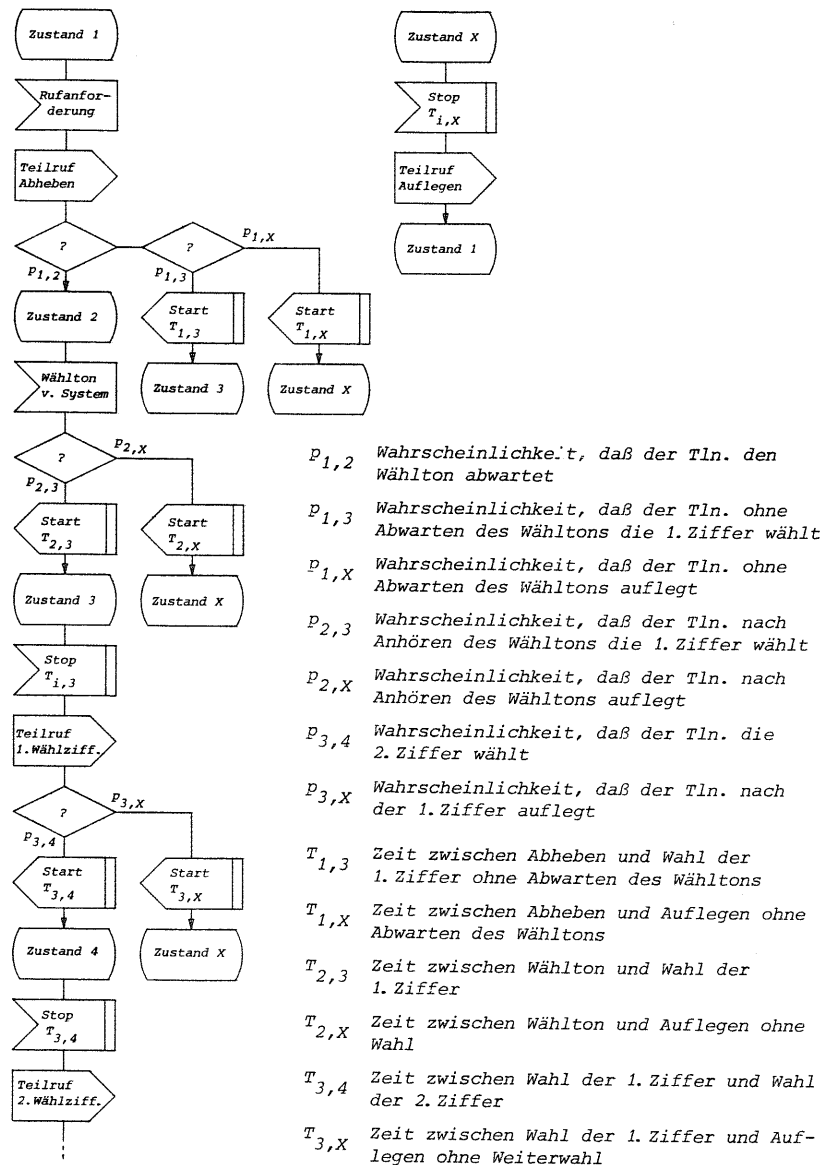 Zustand 1
Rufanfor-
derung
Teilruf
Abheben
?
?
p1,X
p1,2
p1,3
Zustand 2
Start
T1,3
Start
T1,X
Wählton
v. System
Zustand 3
Zustand X
?
p2,X
p2,3
Start
T2,3
Start
T2,X
Zustand 3
Zustand X
Stop
Ti,3
Teilruf
1.Wählziff.
?
p3,X
p3,4
Start
T3,4
Start
T3,X
Zustand 4
Zustand X
Stop
T3,4
Teilruf
2.Wählziff.
Zustand X
Stop
Ti,X
Teilruf
Auflegen
Zustand 1
p1,2 Wahrscheinlichkeit, daß der Tln. den
Wählton abwartet
p1,3 Wahrscheinlichkeit, daß der Tln. ohne
Abwarten des Wähltons die 1.Ziffer wählt
p1,X Wahrscheinlichkeit, daß der Tln. ohne
Abwarten des Wähltons auflegt
p2,3 Wahrscheinlichkeit, daß der Tln. nach
Anhören des Wähltons die 1.Ziffer wählt
p2,X Wahrscheinlichkeit, daß der Tln. nach
Anhören des Wähltons auflegt
p3,4 Wahrscheinlichkeit, daß der Tln. die
2.Ziffer wählt
p3,X Wahrscheinlichkeit, daß der Tln. nach
der 1.Ziffer auflegt
T1,3 Zeit zwischen Abheben und Wahl der
1.Ziffer ohne Abwarten des Wähltons
T1,X Zeit zwischen Abheben und Auflegen ohne
Abwarten des Wähltons
T2,3 Zeit zwischen Wählton und Wahl der
1.Ziffer
T2,X Zeit zwischen Wählton und Auflegen ohne
Wahl
T3,4 Zeit zwischen Wahl der 1.Ziffer und Wahl
der 2.Ziffer
T3,X Zeit zwischen Wahl der 1.Ziffer und Auf-
legen ohne Weiterwahl